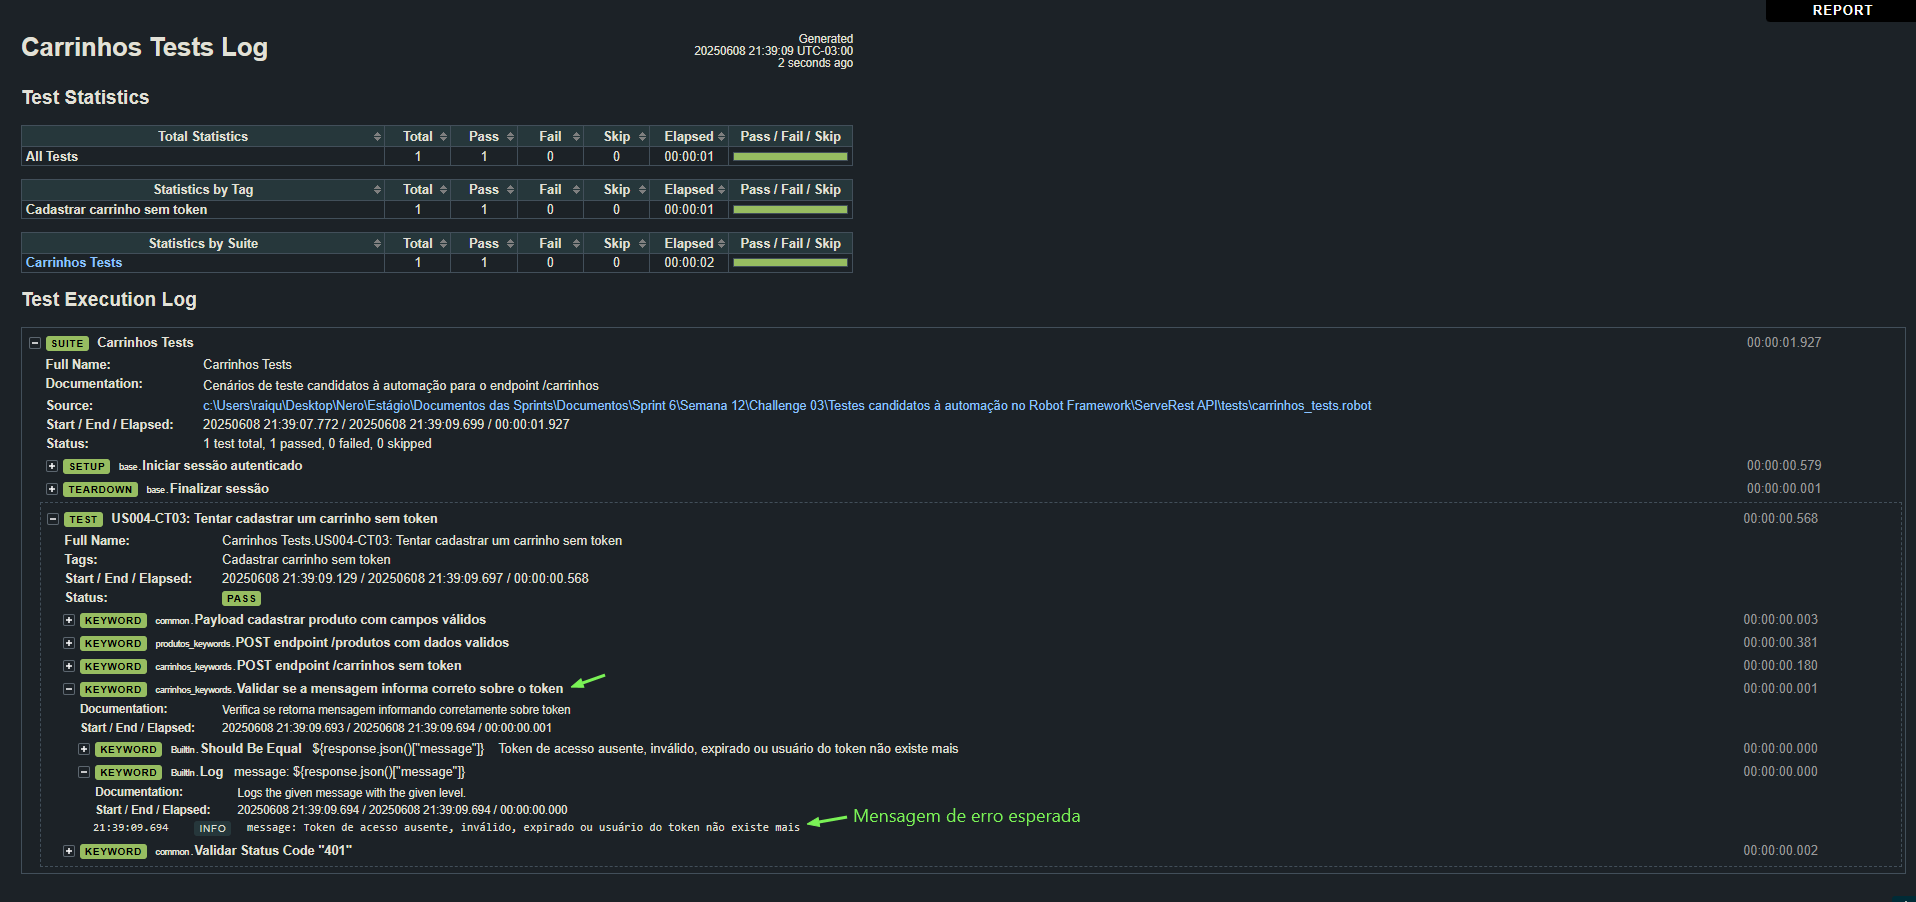 REPORT
Carrinhos Tests Log
Generated
20250608 21:39:09 UTC-03:00
2 seconds ago
Test Statistics
Total Statistics Total Pass Fail Skip Elapsed Pass / Fail / Skip
All Tests 1 1 0 0 00:00:01
Statistics by Tag Total Pass Fail Skip Elapsed Pass / Fail / Skip
Cadastrar carrinho sem token 1 1 0 0 00:00:01
Statistics by Suite Total Pass Fail Skip Elapsed Pass / Fail / Skip
Carrinhos Tests 1 1 0 0 00:00:02
Test Execution Log
SUITE Carrinhos Tests 00:00:01.927
Full Name: Carrinhos Tests
Documentation: Cenários de teste candidatos à automação para o endpoint /carrinhos
Source: c:\Users\raiqu\Desktop\Nero\Estágio\Documentos das Sprints\Documentos\Sprint 6\Semana 12\Challenge 03\Testes candidatos à automação no Robot Framework\ServeRest API\tests\carrinhos_tests.robot
Start / End / Elapsed: 20250608 21:39:07.772 / 20250608 21:39:09.699 / 00:00:01.927
Status: 1 test total, 1 passed, 0 failed, 0 skipped
SETUP base.Iniciar sessão autenticado 00:00:00.579
TEARDOWN base.Finalizar sessão 00:00:00.001
TEST US004-CT03: Tentar cadastrar um carrinho sem token 00:00:00.568
Full Name: Carrinhos Tests.US004-CT03: Tentar cadastrar um carrinho sem token
Tags: Cadastrar carrinho sem token
Start / End / Elapsed: 20250608 21:39:09.129 / 20250608 21:39:09.697 / 00:00:00.568
Status: PASS
KEYWORD common.Payload cadastrar produto com campos válidos 00:00:00.003
KEYWORD produtos_keywords.POST endpoint /produtos com dados validos 00:00:00.381
KEYWORD carrinhos_keywords.POST endpoint /carrinhos sem token 00:00:00.180
KEYWORD carrinhos_keywords.Validar se a mensagem informa correto sobre o token 00:00:00.001
Documentation: Verifica se retorna mensagem informando corretamente sobre token
Start / End / Elapsed: 20250608 21:39:09.693 / 20250608 21:39:09.694 / 00:00:00.001
KEYWORD BuiltIn.Should Be Equal ${response.json()["message"]} Token de acesso ausente, inválido, expirado ou usuário do token não existe mais 00:00:00.000
KEYWORD BuiltIn.Log message: ${response.json()["message"]} 00:00:00.000
Documentation: Logs the given message with the given level.
Start / End / Elapsed: 20250608 21:39:09.694 / 20250608 21:39:09.694 / 00:00:00.000
21:39:09.694 INFO message: Token de acesso ausente, inválido, expirado ou usuário do token não existe mais
Mensagem de erro esperada
KEYWORD common.Validar Status Code "401" 00:00:00.002